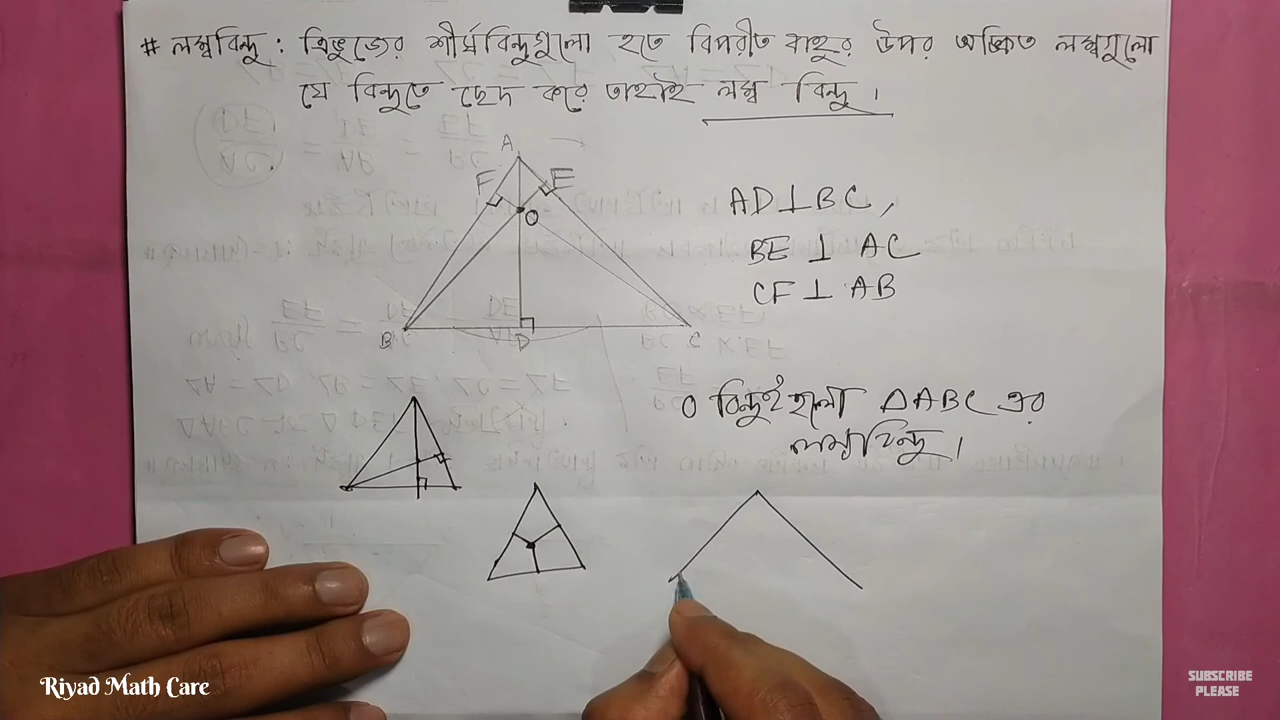 # লম্ববিন্দু : ত্রিভুজের শীর্ষবিন্দুগুলো হতে বিপরীত বাহুর উপর অঙ্কিত লম্বগুলো
যে বিন্দুতে ছেদ করে তাহাই লম্ব বিন্দু।
A
F E
O
B D C
AD⊥BC,
BE ⊥ AC
CF ⊥ AB
O বিন্দুই হলো △ABC এর
লম্ববিন্দু।
Riyad Math Care
SUBSCRIBE
PLEASE